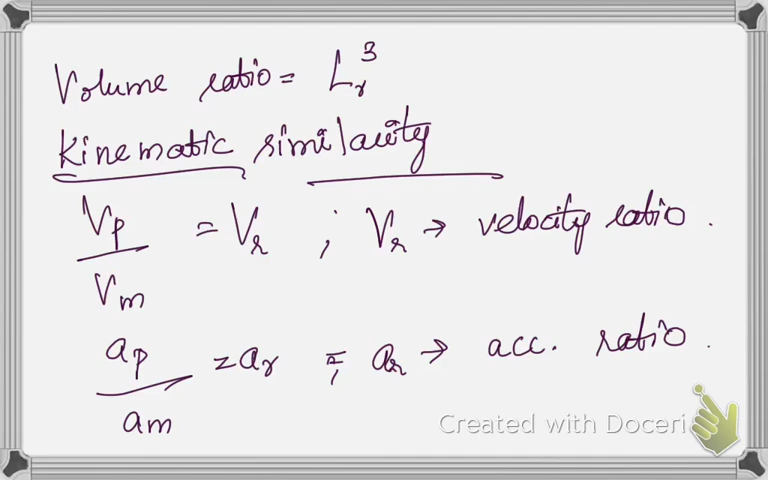 Volume ratio = Lr³
Kinematic similarity
Vp / Vm = Vr ; Vr → velocity ratio.
ap / am = ar ; ar → acc. ratio.
Created with Doceri